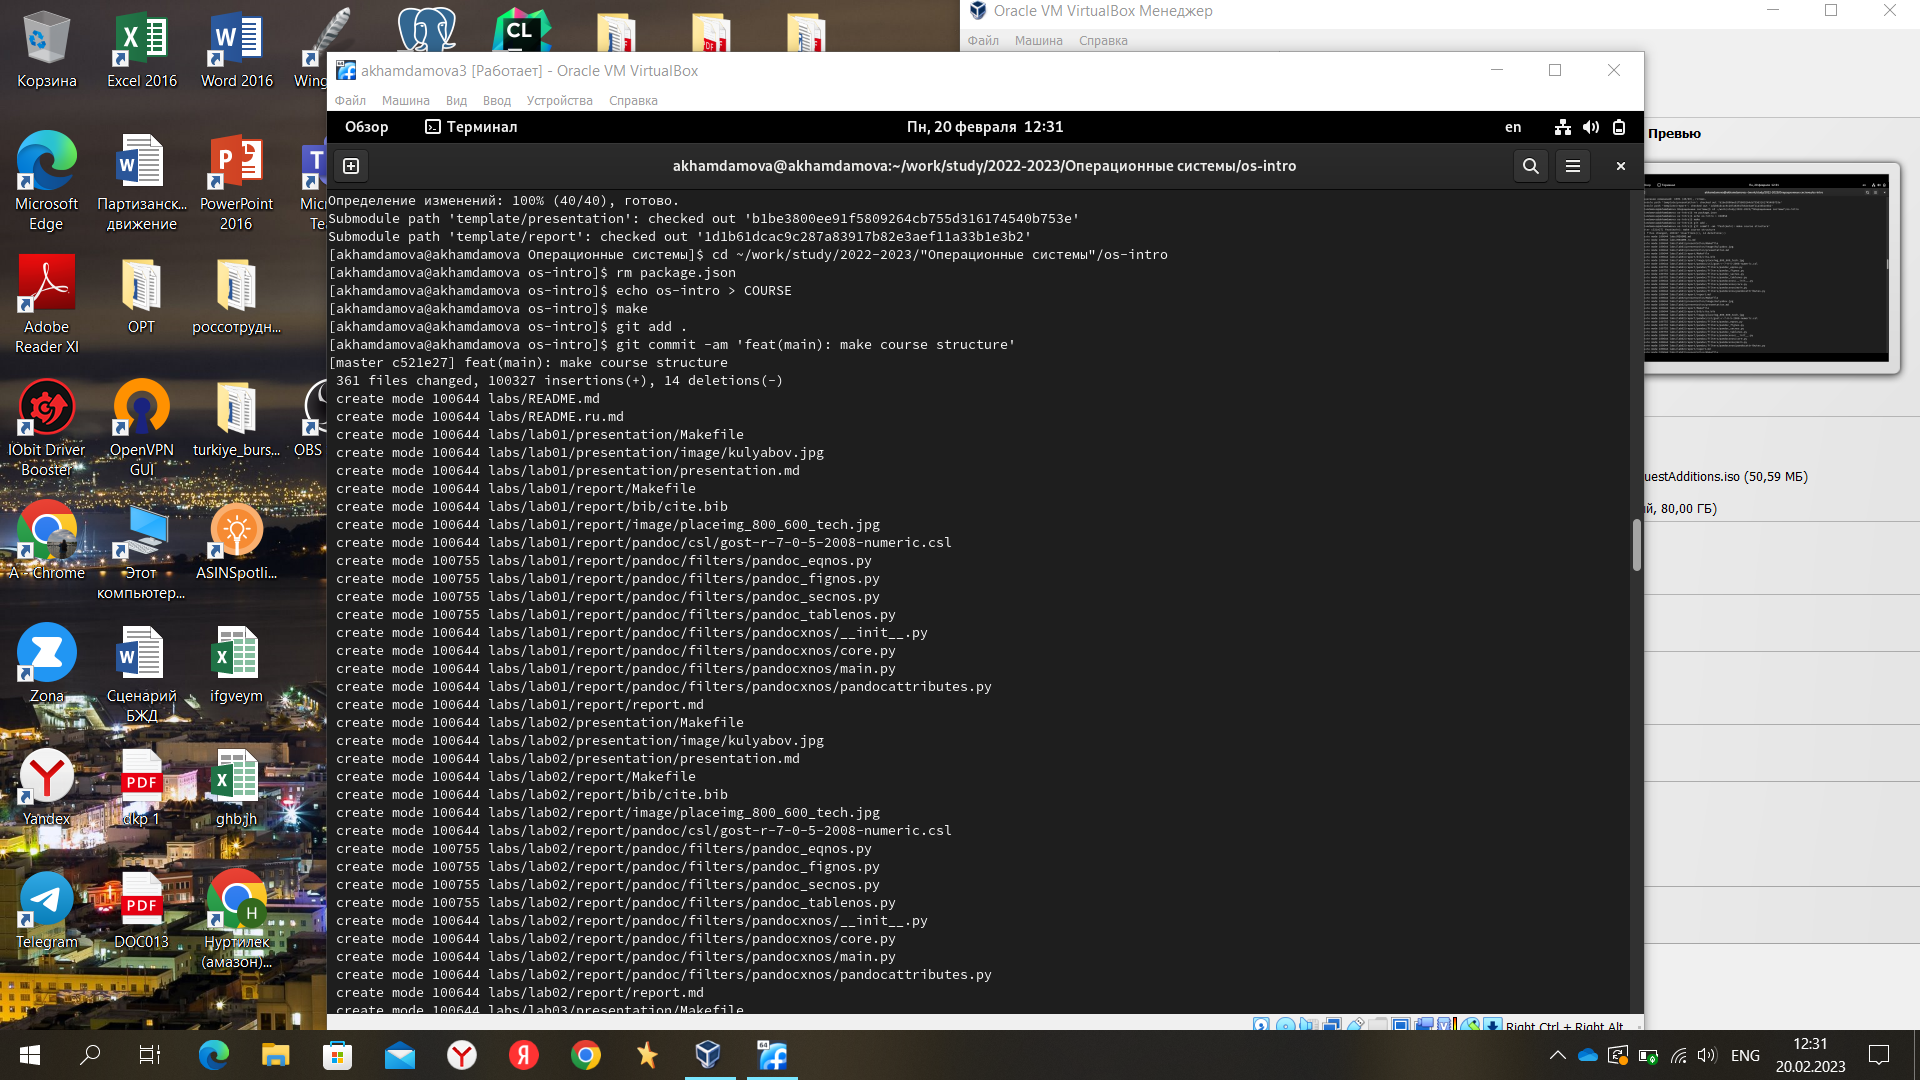 Oracle VM VirtualBox Менеджер
Файл Машина Справка
Превью
uestAdditions.iso (50,59 МБ)
й, 80,00 ГБ)
Корзина
Excel 2016
Word 2016
Wing
CL
Microsoft Edge
Партизанск... движение
PowerPoint 2016
Adobe Reader XI
ОРТ
россотрудн...
IObit Driver Booster
OpenVPN GUI
turkiye_burs...
OBS
А - Chrome
Этот компьютер...
ASINSpotli...
Zona
Сценарий БЖД
ifgveym
Yandex
dkp 1
ghbjh
Telegram
DOC013
Нуртилек (амазон)...
akhamdamova3 [Работает] - Oracle VM VirtualBox
Файл Машина Вид Ввод Устройства Справка
Обзор Терминал Пн, 20 февраля 12:31 en
akhamdamova@akhamdamova:~/work/study/2022-2023/Операционные системы/os-intro
Определение изменений: 100% (40/40), готово.
Submodule path 'template/presentation': checked out 'b1be3800ee91f5809264cb755d316174540b753e'
Submodule path 'template/report': checked out '1d1b61dcac9c287a83917b82e3aef11a33b1e3b2'
[akhamdamova@akhamdamova Операционные системы]$ cd ~/work/study/2022-2023/"Операционные системы"/os-intro
[akhamdamova@akhamdamova os-intro]$ rm package.json
[akhamdamova@akhamdamova os-intro]$ echo os-intro > COURSE
[akhamdamova@akhamdamova os-intro]$ make
[akhamdamova@akhamdamova os-intro]$ git add .
[akhamdamova@akhamdamova os-intro]$ git commit -am 'feat(main): make course structure'
[master c521e27] feat(main): make course structure
361 files changed, 100327 insertions(+), 14 deletions(-)
create mode 100644 labs/README.md
create mode 100644 labs/README.ru.md
create mode 100644 labs/lab01/presentation/Makefile
create mode 100644 labs/lab01/presentation/image/kulyabov.jpg
create mode 100644 labs/lab01/presentation/presentation.md
create mode 100644 labs/lab01/report/Makefile
create mode 100644 labs/lab01/report/bib/cite.bib
create mode 100644 labs/lab01/report/image/placeimg_800_600_tech.jpg
create mode 100644 labs/lab01/report/pandoc/csl/gost-r-7-0-5-2008-numeric.csl
create mode 100755 labs/lab01/report/pandoc/filters/pandoc_eqnos.py
create mode 100755 labs/lab01/report/pandoc/filters/pandoc_fignos.py
create mode 100755 labs/lab01/report/pandoc/filters/pandoc_secnos.py
create mode 100755 labs/lab01/report/pandoc/filters/pandoc_tablenos.py
create mode 100644 labs/lab01/report/pandoc/filters/pandocxnos/__init__.py
create mode 100644 labs/lab01/report/pandoc/filters/pandocxnos/core.py
create mode 100644 labs/lab01/report/pandoc/filters/pandocxnos/main.py
create mode 100644 labs/lab01/report/pandoc/filters/pandocxnos/pandocattributes.py
create mode 100644 labs/lab01/report/report.md
create mode 100644 labs/lab02/presentation/Makefile
create mode 100644 labs/lab02/presentation/image/kulyabov.jpg
create mode 100644 labs/lab02/presentation/presentation.md
create mode 100644 labs/lab02/report/Makefile
create mode 100644 labs/lab02/report/bib/cite.bib
create mode 100644 labs/lab02/report/image/placeimg_800_600_tech.jpg
create mode 100644 labs/lab02/report/pandoc/csl/gost-r-7-0-5-2008-numeric.csl
create mode 100755 labs/lab02/report/pandoc/filters/pandoc_eqnos.py
create mode 100755 labs/lab02/report/pandoc/filters/pandoc_fignos.py
create mode 100755 labs/lab02/report/pandoc/filters/pandoc_secnos.py
create mode 100755 labs/lab02/report/pandoc/filters/pandoc_tablenos.py
create mode 100644 labs/lab02/report/pandoc/filters/pandocxnos/__init__.py
create mode 100644 labs/lab02/report/pandoc/filters/pandocxnos/core.py
create mode 100644 labs/lab02/report/pandoc/filters/pandocxnos/main.py
create mode 100644 labs/lab02/report/pandoc/filters/pandocxnos/pandocattributes.py
create mode 100644 labs/lab02/report/report.md
create mode 100644 labs/lab03/presentation/Makefile
Right Ctrl + Right Alt
ENG
12:31
20.02.2023